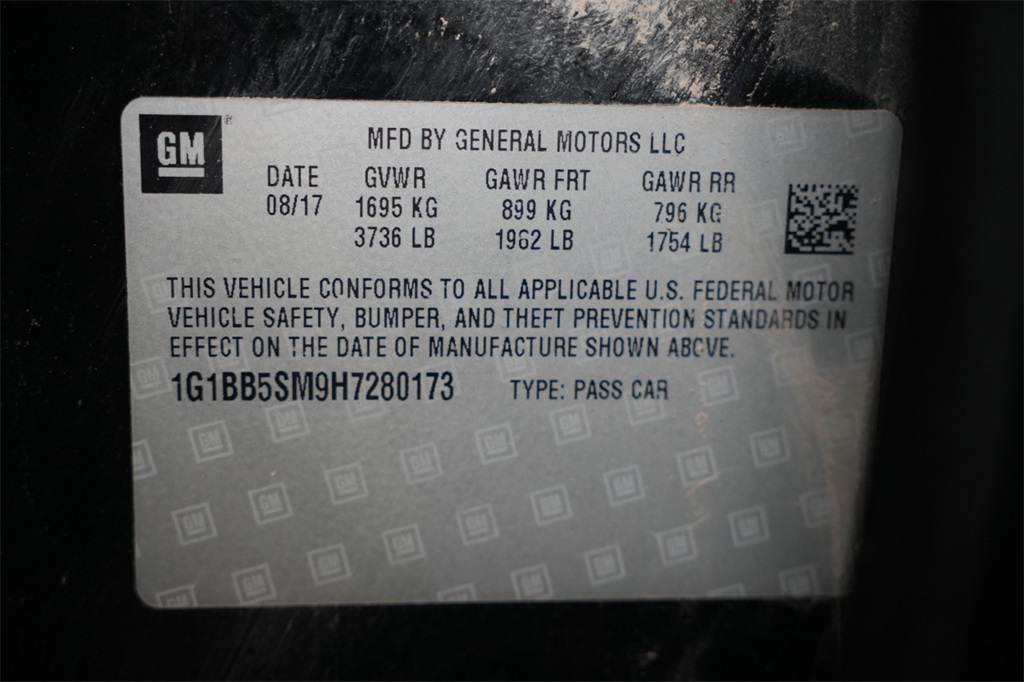 GM
MFD BY GENERAL MOTORS LLC
DATE GVWR GAWR FRT GAWR RR
08/17 1695 KG 899 KG 796 KG
3736 LB 1982 LB 1754 LB
THIS VEHICLE CONFORMS TO ALL APPLICABLE U.S. FEDERAL MOTOR
VEHICLE SAFETY, BUMPER, AND THEFT PREVENTION STANDARDS IN
EFFECT ON THE DATE OF MANUFACTURE SHOWN ABOVE.
1G1BB5SM9H7280173 TYPE: PASS CAR